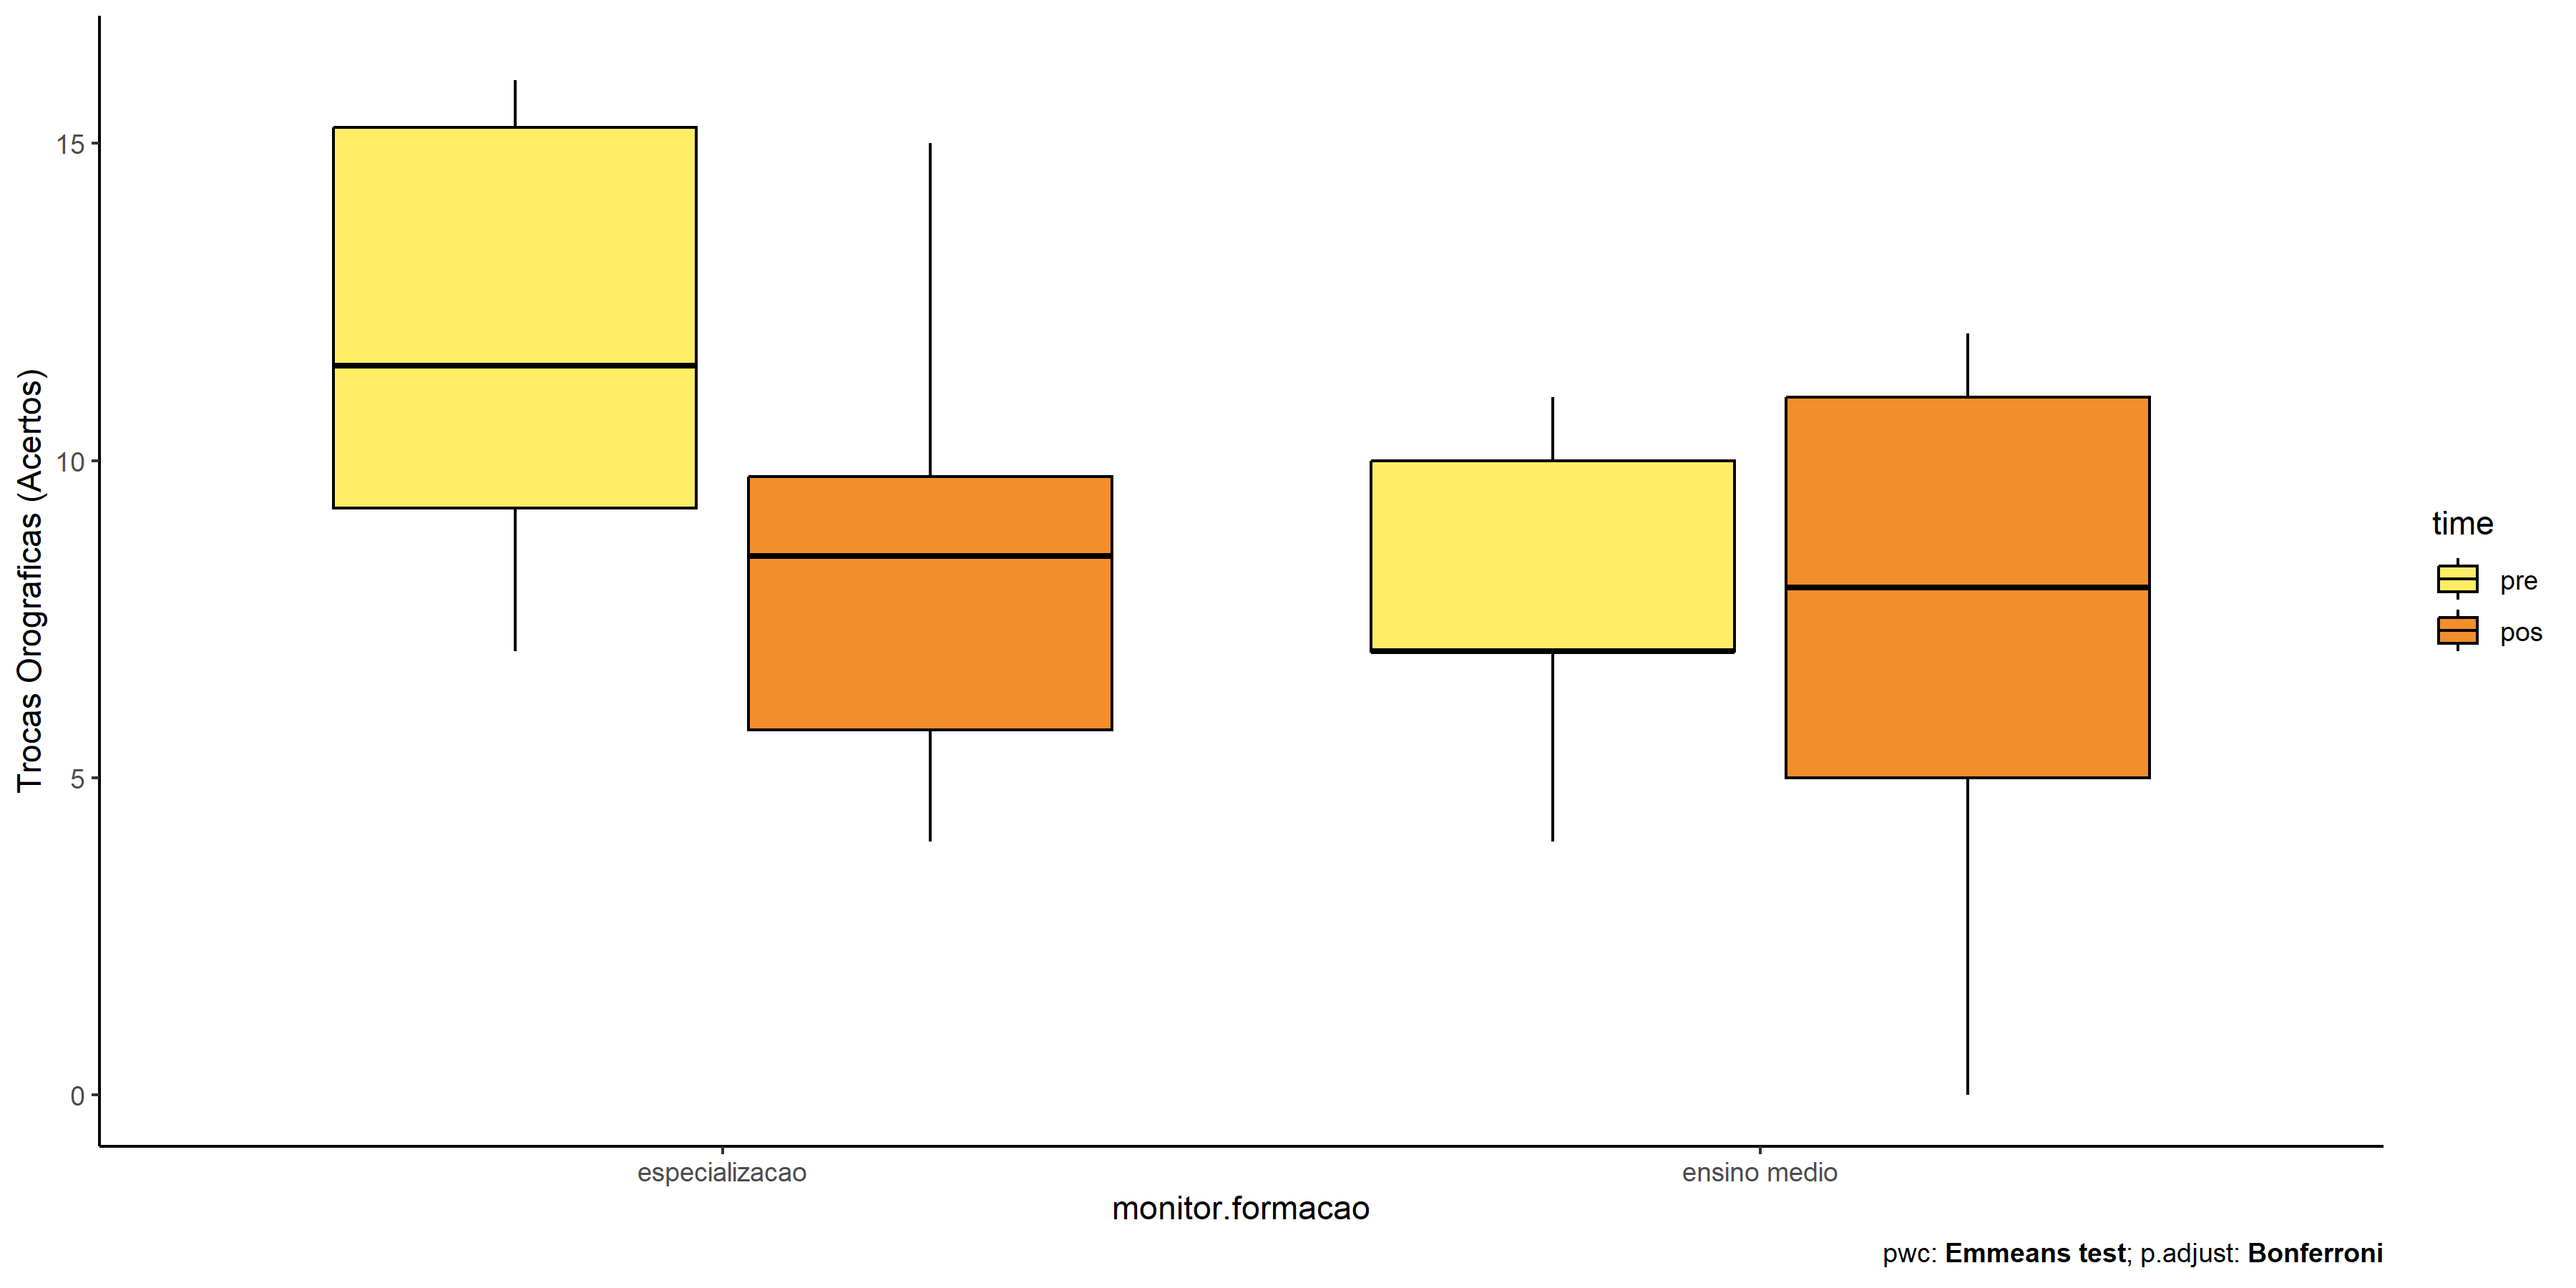 Trocas Orograficas (Acertos)
15
10
5
0
especializacao
ensino medio
monitor.formacao
time
pre
pos
pwc: Emmeans test; p.adjust: Bonferroni